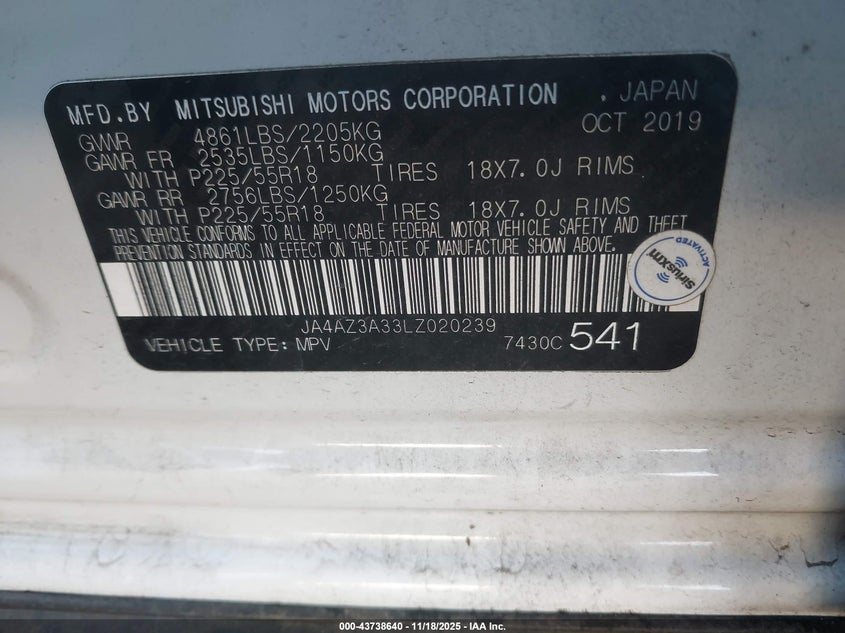 MFD.BY MITSUBISHI MOTORS CORPORATION . JAPAN
GVWR 4861LBS/2205KG OCT 2019
GAWR FR 2535LBS/1150KG
WITH P225/55R18 TIRES 18X7.0J RIMS
GAWR RR 2756LBS/1250KG
WITH P225/55R18 TIRES 18X7.0J RIMS
THIS VEHICLE CONFORMS TO ALL APPLICABLE FEDERAL MOTOR VEHICLE SAFETY AND THEFT
PREVENTION STANDARDS IN EFFECT ON THE DATE OF MANUFACTURE SHOWN ABOVE.
ACTIVATED
SiriusXM
JA4AZ3A33LZ020239
VEHICLE TYPE: MPV 7430C 541
000-43738640 - 11/18/2025 - IAA Inc.